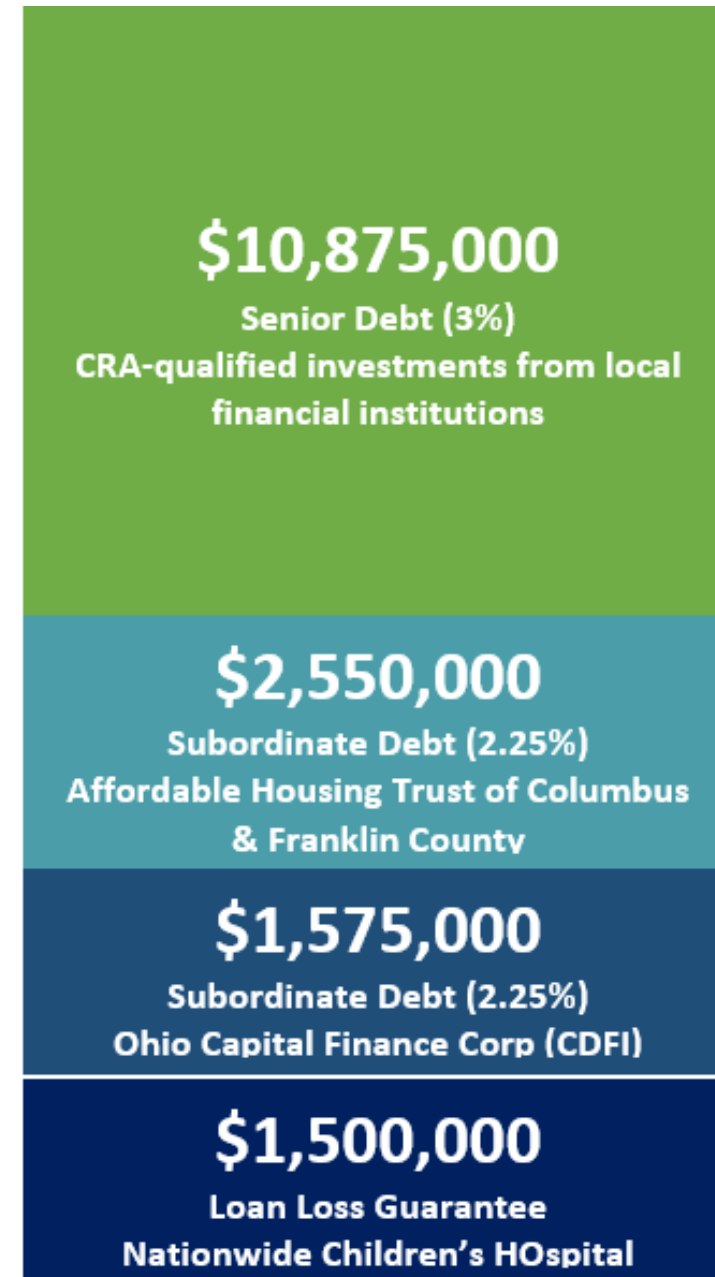 $10,875,000
Senior Debt (3%)
CRA-qualified investments from local
financial institutions
$2,550,000
Subordinate Debt (2.25%)
Affordable Housing Trust of Columbus
& Franklin County
$1,575,000
Subordinate Debt (2.25%)
Ohio Capital Finance Corp (CDFI)
$1,500,000
Loan Loss Guarantee
Nationwide Children’s HOspital